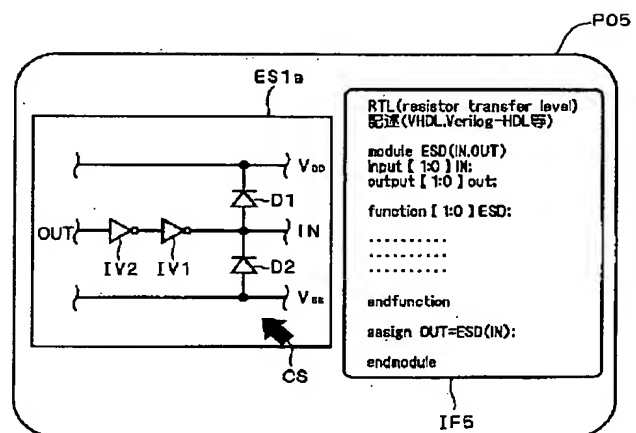 P05
ES1a
VDD
D1
OUT
IN
IV2
IV1
D2
VSS
CS
RTL(resistor transfer level)
記述(VHDL,Verilog-HDL等)
module ESD(IN,OUT)
input [ 1:0 ] IN;
output [ 1:0 ] out;
function [ 1:0 ] ESD;
..........
..........
..........
endfunction
assign OUT=ESD(IN);
endmodule
IF5